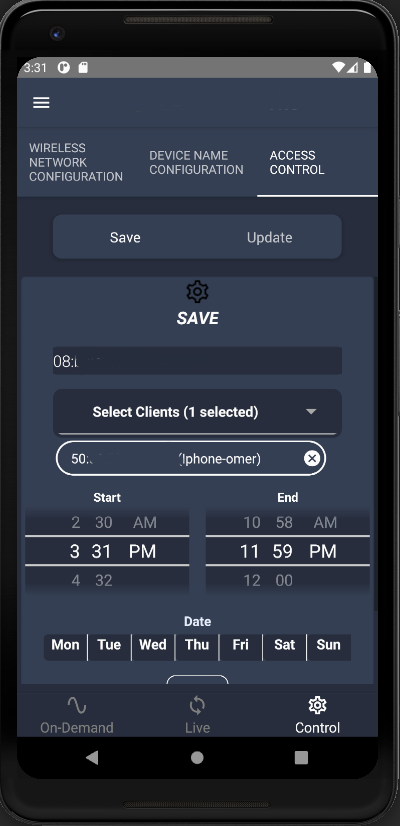 3:31
WIRELESS NETWORK CONFIGURATION
DEVICE NAME CONFIGURATION
ACCESS CONTROL
Save Update
SAVE
08:
Select Clients (1 selected)
50: (Iphone-omer)
Start End
2 30 AM 10 58 AM
3 31 PM 11 59 PM
4 32 12 00
Date
Mon Tue Wed Thu Fri Sat Sun
On-Demand Live Control